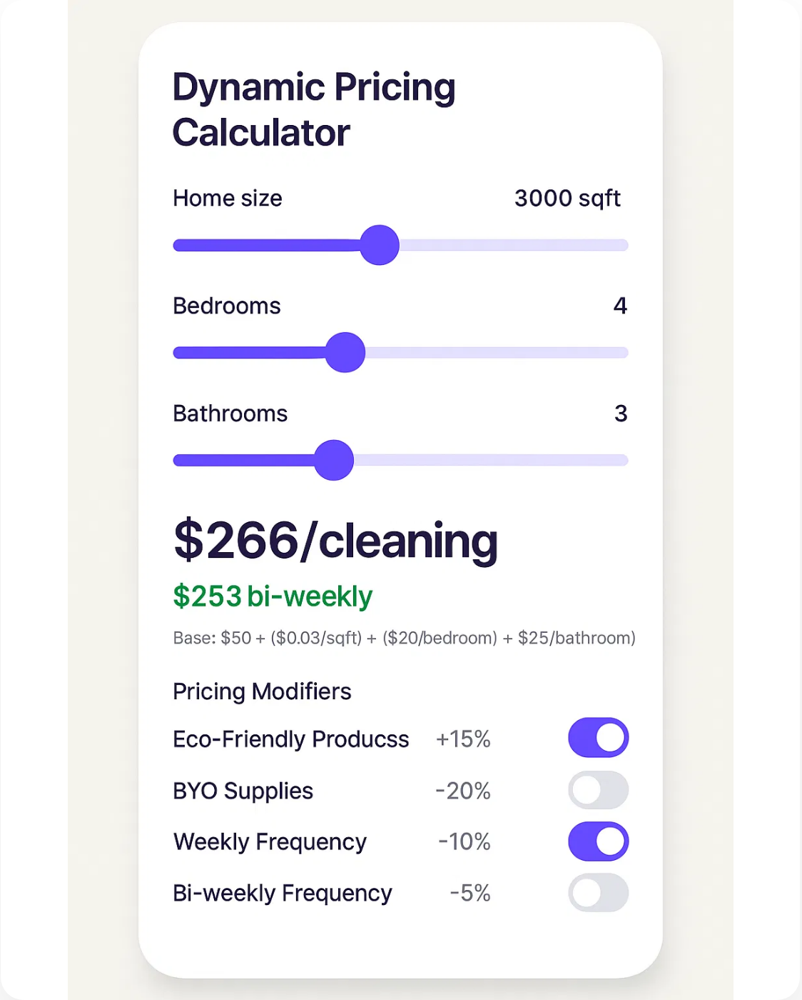 Dynamic Pricing
Calculator
Home size 3000 sqft
Bedrooms 4
Bathrooms 3
$266/cleaning
$253 bi-weekly
Base: $50 + ($0.03/sqft) + ($20/bedroom) + $25/bathroom)
Pricing Modifiers
Eco-Friendly Producss +15%
BYO Supplies -20%
Weekly Frequency -10%
Bi-weekly Frequency -5%